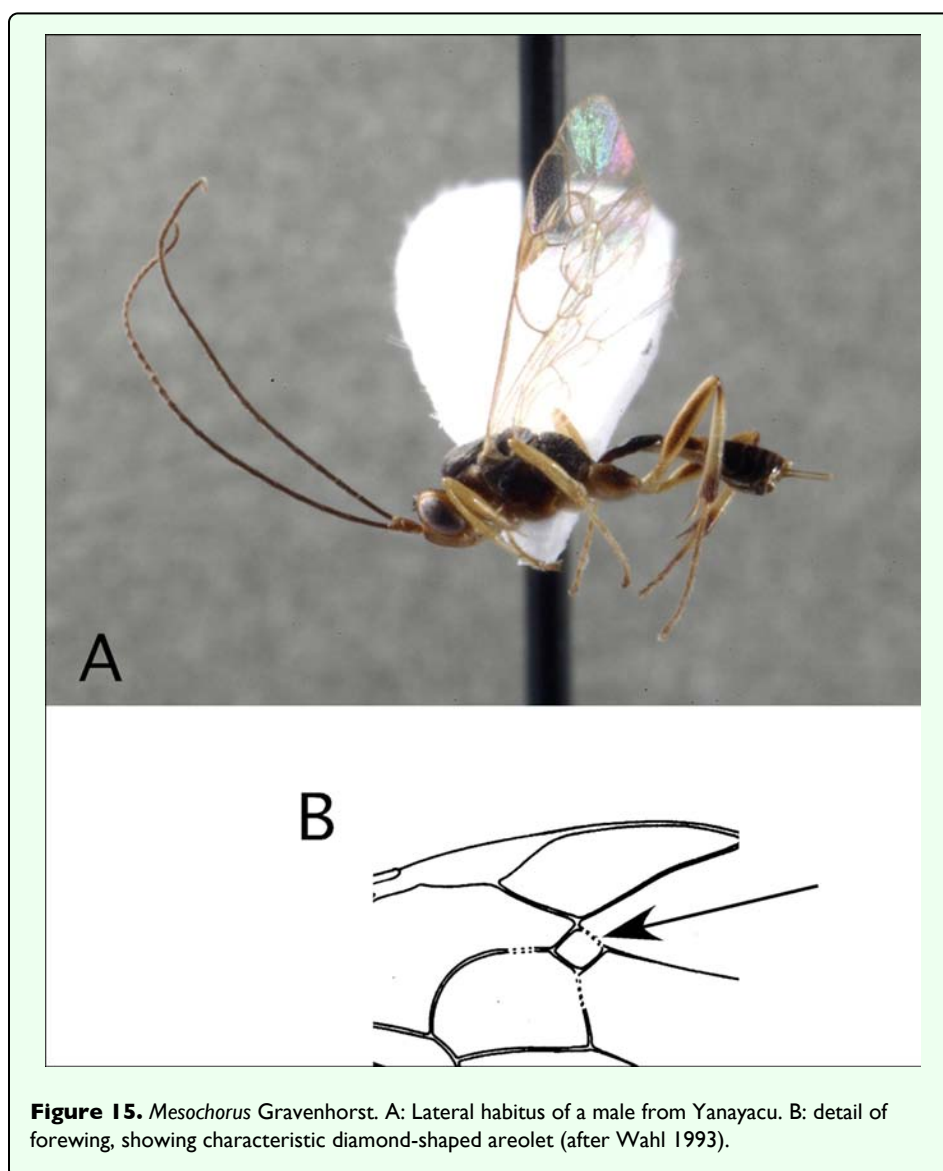 A
B
Figure 15. Mesochorus Gravenhorst. A: Lateral habitus of a male from Yanayacu. B: detail of
forewing, showing characteristic diamond-shaped areolet (after Wahl 1993).